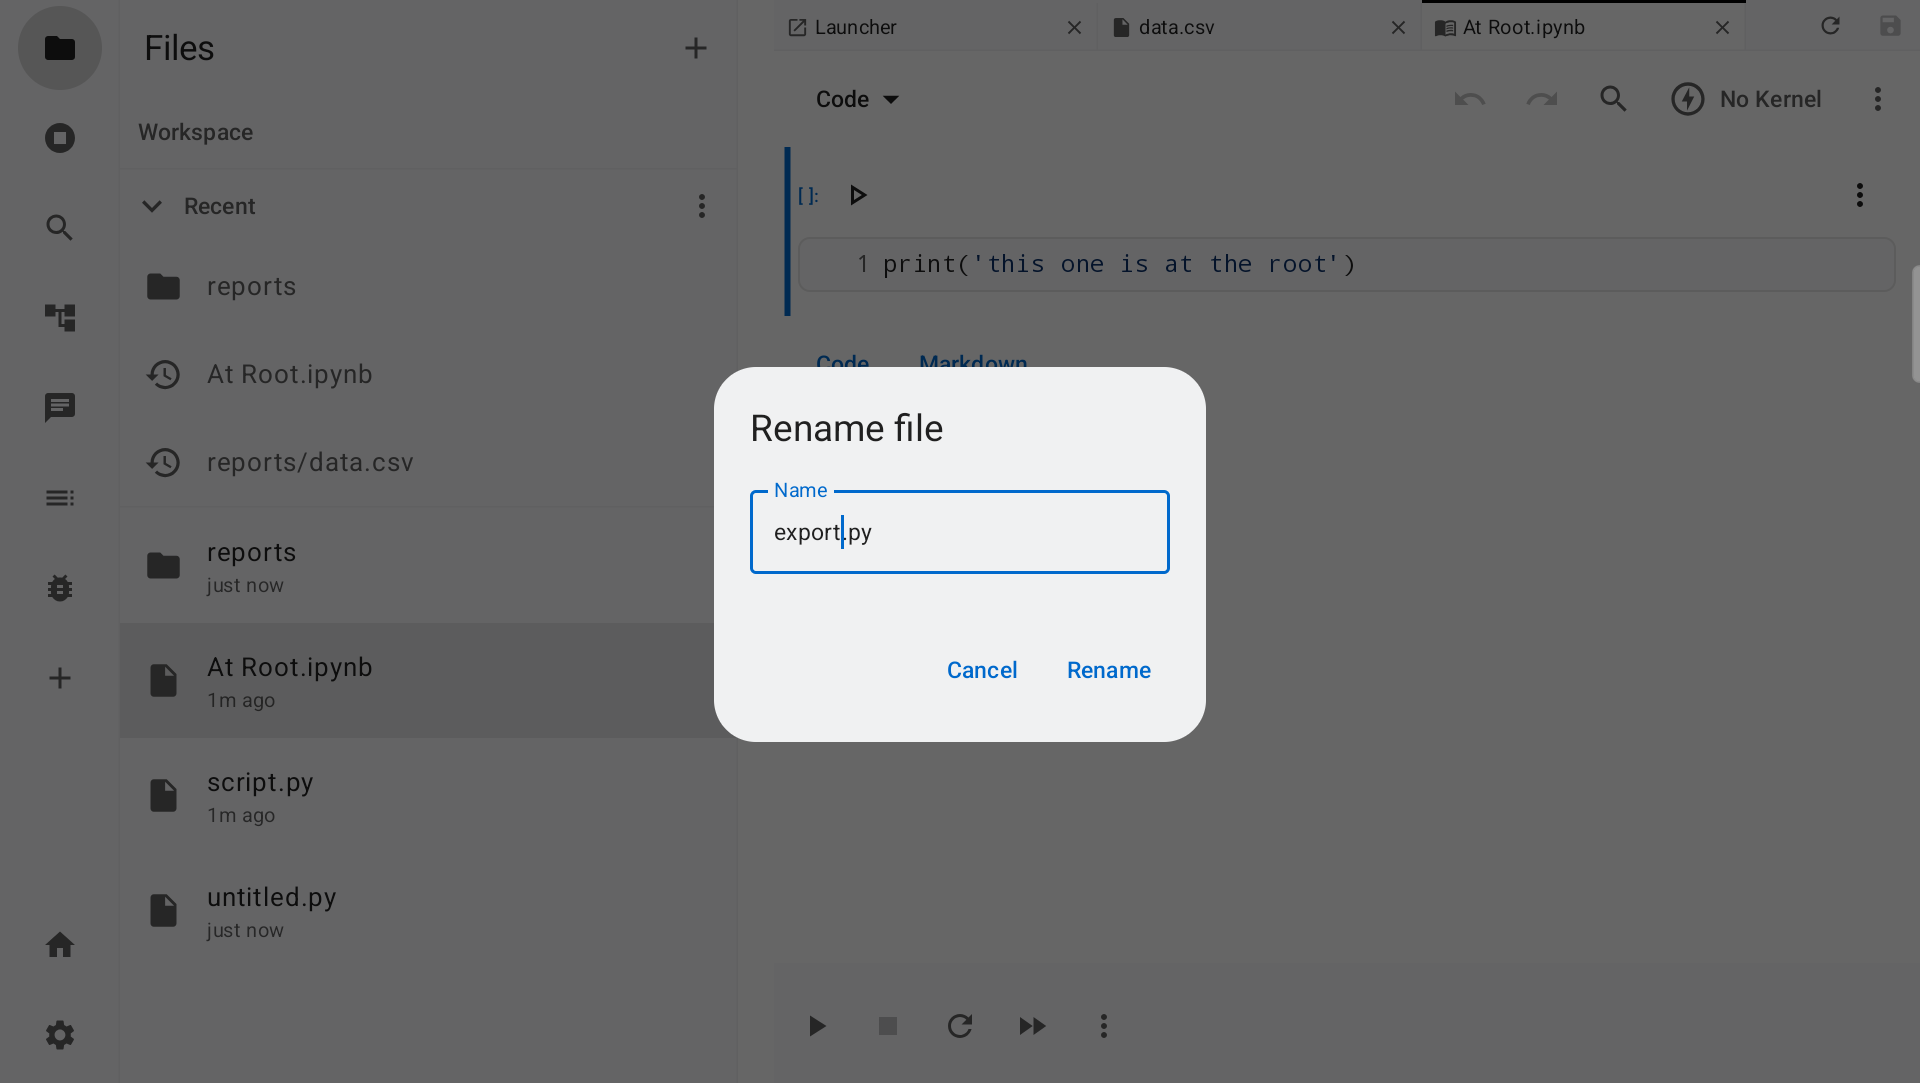 Files
Workspace
Recent
reports
At Root.ipynb
reports/data.csv
reports
just now
At Root.ipynb
1m ago
script.py
1m ago
untitled.py
just now
Launcher
data.csv
At Root.ipynb
Code
No Kernel
[ ]:
1 print('this one is at the root')
Code Markdown
Rename file
Name
export.py
Cancel Rename